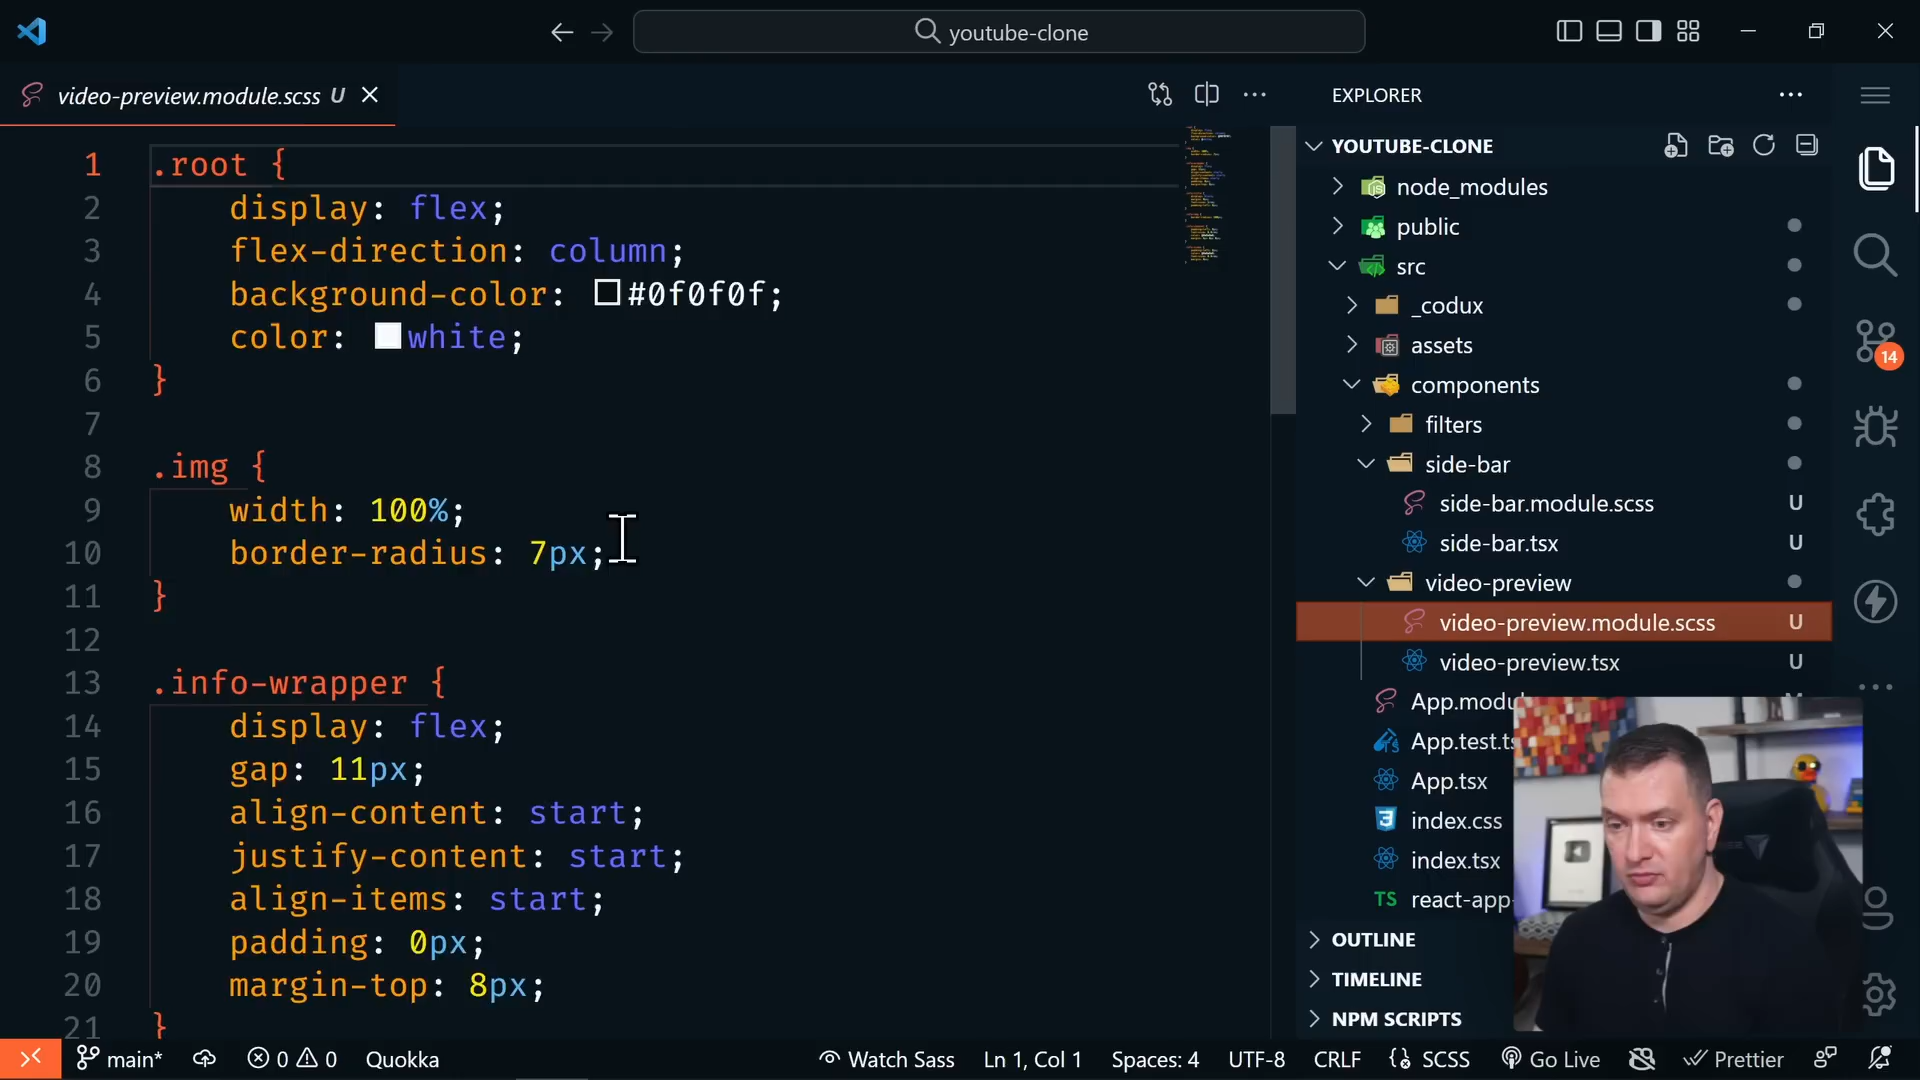 youtube-clone
video-preview.module.scss U
EXPLORER
YOUTUBE-CLONE
1 .root {
2 display: flex;
3 flex-direction: column;
4 background-color: #0f0f0f;
5 color: white;
6 }
7
8 .img {
9 width: 100%;
10 border-radius: 7px;
11 }
12
13 .info-wrapper {
14 display: flex;
15 gap: 11px;
16 align-content: start;
17 justify-content: start;
18 align-items: start;
19 padding: 0px;
20 margin-top: 8px;
21 }
node_modules
public
src
_codux
assets
components
filters
side-bar
side-bar.module.scss U
side-bar.tsx U
video-preview
video-preview.module.scss U
video-preview.tsx U
App.modu
App.test.ts
App.tsx
index.css
index.tsx
TS react-app-
OUTLINE
TIMELINE
NPM SCRIPTS
14
main* 0 0 Quokka Watch Sass Ln 1, Col 1 Spaces: 4 UTF-8 CRLF SCSS Go Live Prettier